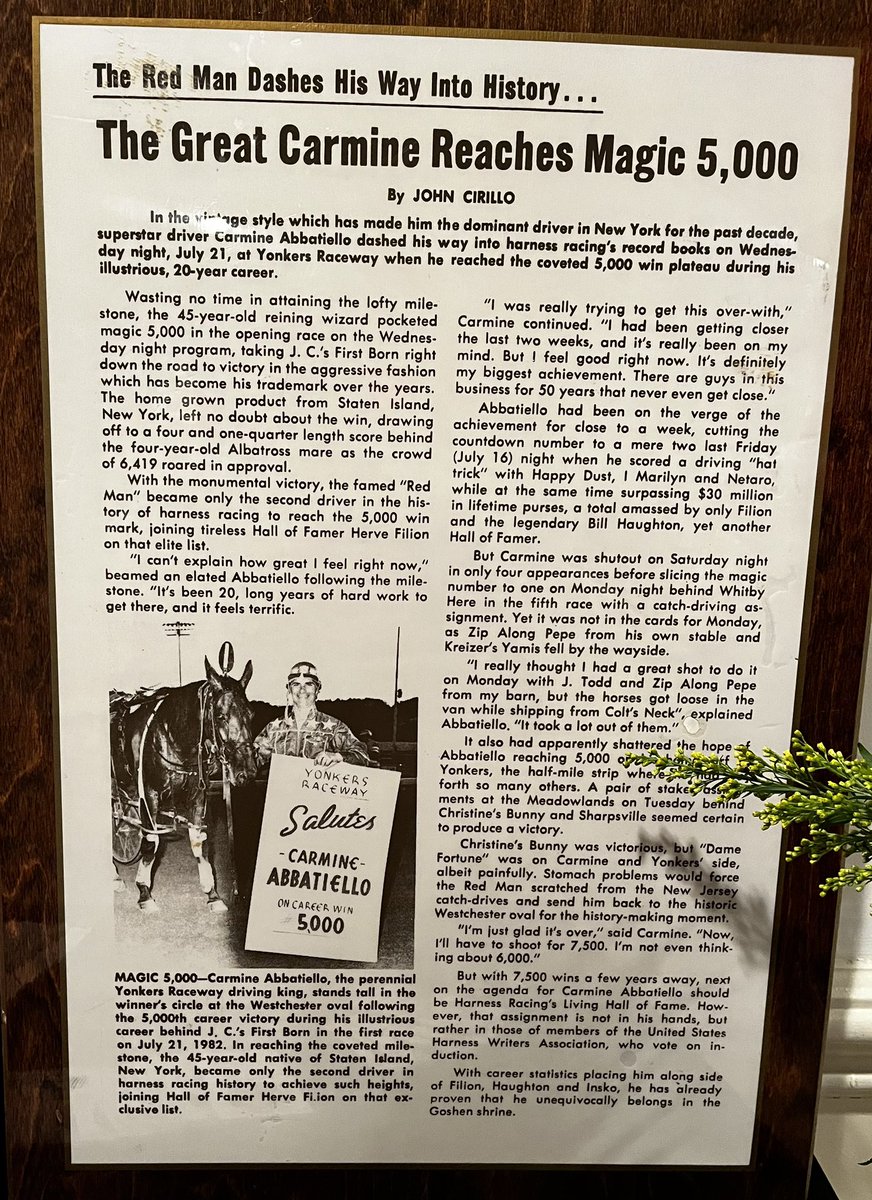 The Red Man Dashes His Way Into History...
The Great Carmine Reaches Magic 5,000
By JOHN CIRILLO
In the vintage style which has made him the dominant driver in New York for the past decade,
superstar driver Carmine Abbatiello dashed his way into harness racing's record books on Wednes-
day night, July 21, at Yonkers Raceway when he reached the coveted 5,000 win plateau during his
illustrious, 20-year career.
Wasting no time in attaining the lofty mile-
stone, the 45-year-old reining wizard pocketed
magic 5,000 in the opening race on the Wednes-
day night program, taking J. C.'s First Born right
down the road to victory in the aggressive fashion
which has become his trademark over the years.
The home grown product from Staten Island,
New York, left no doubt about the win, drawing
off to a four and one-quarter length score behind
the four-year-old Albatross mare as the crowd
of 6,419 roared in approval.
With the monumental victory, the famed "Red
Man" became only the second driver in the his-
tory of harness racing to reach the 5,000 win
mark, joining tireless Hall of Famer Herve Filion
on that elite list.
"I can't explain how great I feel right now,"
beamed an elated Abbatiello following the mile-
stone. "It's been 20, long years of hard work to
get there, and it feels terrific.
YONKERS
RACEWAY
Salutes
-CARMINE-
ABBATIELLO
ON CAREER WIN
# 5,000
MAGIC 5,000—Carmine Abbatiello, the perennial
Yonkers Raceway driving king, stands tall in the
winner's circle at the Westchester oval following
the 5,000th career victory during his illustrious
career behind J. C.'s First Born in the first race
on July 21, 1982. In reaching the coveted mile-
stone, the 45-year-old native of Staten Island,
New York, became only the second driver in
harness racing history to achieve such heights,
joining Hall of Famer Herve Fi.ion on that ex-
clusive list.
"I was really trying to get this over-with,"
Carmine continued. "I had been getting closer
the last two weeks, and it's really been on my
mind. But I feel good right now. It's definitely
my biggest achievement. There are guys in this
business for 50 years that never even get close."
Abbatiello had been on the verge of the
achievement for close to a week, cutting the
countdown number to a mere two last Friday
(July 16) night when he scored a driving "hat
trick" with Happy Dust, I Marilyn and Netaro,
while at the same time surpassing $30 million
in lifetime purses, a total amassed by only Filion
and the legendary Bill Haughton, yet another
Hall of Famer.
But Carmine was shutout on Saturday night
in only four appearances before slicing the magic
number to one on Monday night behind Whitby
Here in the fifth race with a catch-driving as-
signment. Yet it was not in the cards for Monday,
as Zip Along Pepe from his own stable and
Kreizer's Yamis fell by the wayside.
"I really thought I had a great shot to do it
on Monday with J. Todd and Zip Along Pepe
from my barn, but the horses got loose in the
van while shipping from Colt's Neck", explained
Abbatiello. "It took a lot out of them."
It also had apparently shattered the hope of
Abbatiello reaching 5,000
Yonkers, the half-mile strip where
forth so many others. A pair of stakes assign-
ments at the Meadowlands on Tuesday behind
Christine's Bunny and Sharpsville seemed certain
to produce a victory.
Christine's Bunny was victorious, but "Dame
Fortune" was on Carmine and Yonkers' side,
albeit painfully. Stomach problems would force
the Red Man scratched from the New Jersey
catch-drives and send him back to the historic
Westchester oval for the history-making moment.
"I'm just glad it's over," said Carmine. "Now,
I'll have to shoot for 7,500. I'm not even think-
ing about 6,000."
But with 7,500 wins a few years away, next
on the agenda for Carmine Abbatiello should
be Harness Racing's Living Hall of Fame. How-
ever, that assignment is not in his hands, but
rather in those of members of the United States
Harness Writers Association, who vote on in-
duction.
With career statistics placing him along side
of Filion, Haughton and Insko, he has already
proven that he unequivocally belongs in the
Goshen shrine.